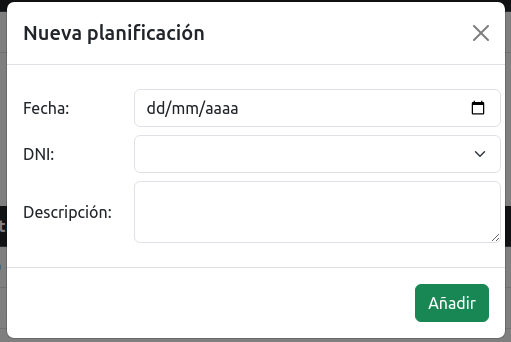 Nueva planificación
Fecha: dd/mm/aaaa
DNI:
Descripción:
Añadir